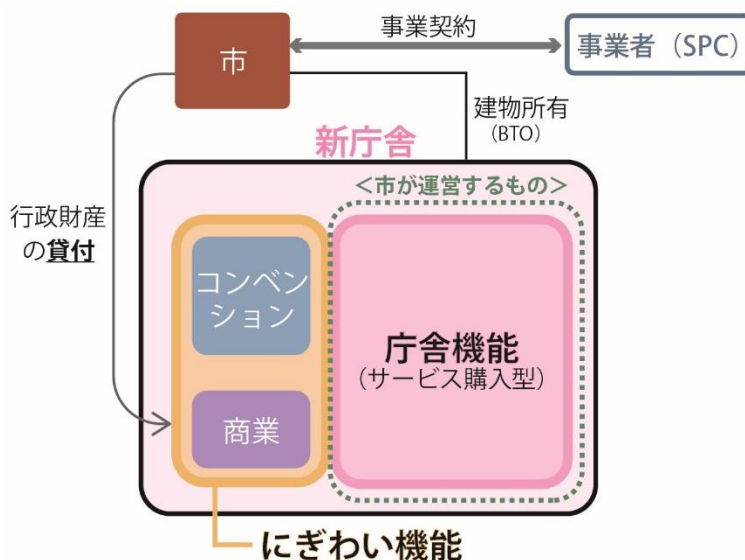 事業契約
市
事業者（SPC）
建物所有
(BTO)
新庁舎
＜市が運営するもの＞
行政財産
の貸付
コンベン
ション
庁舎機能
（サービス購入型）
商業
にぎわい機能